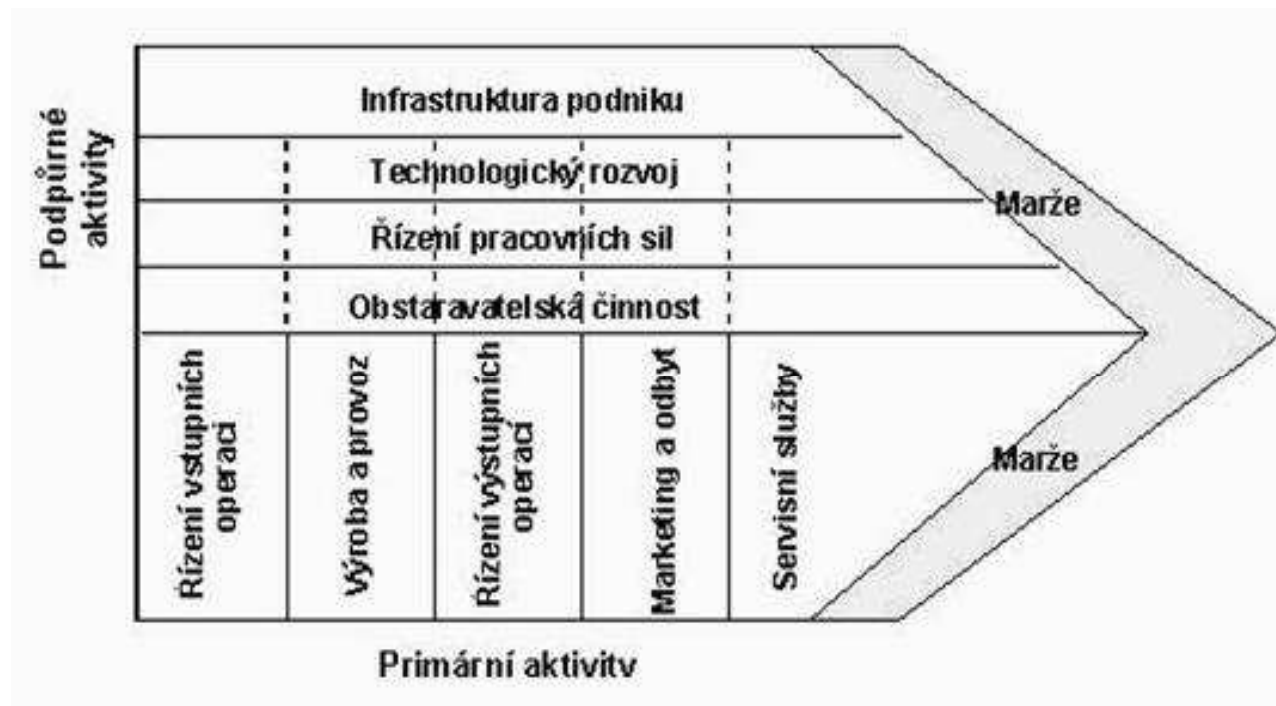 Podpůrné
aktivity
Infrastruktura podniku
Technologický rozvoj
Řízení pracovních sil
Obstaravatelská činnost
Marže
Řízení vstupních
operaci
Výroba a provoz
Řízení výstupních
operací
Marketing a odbyt
Servisní služby
Marže
Primární aktivity